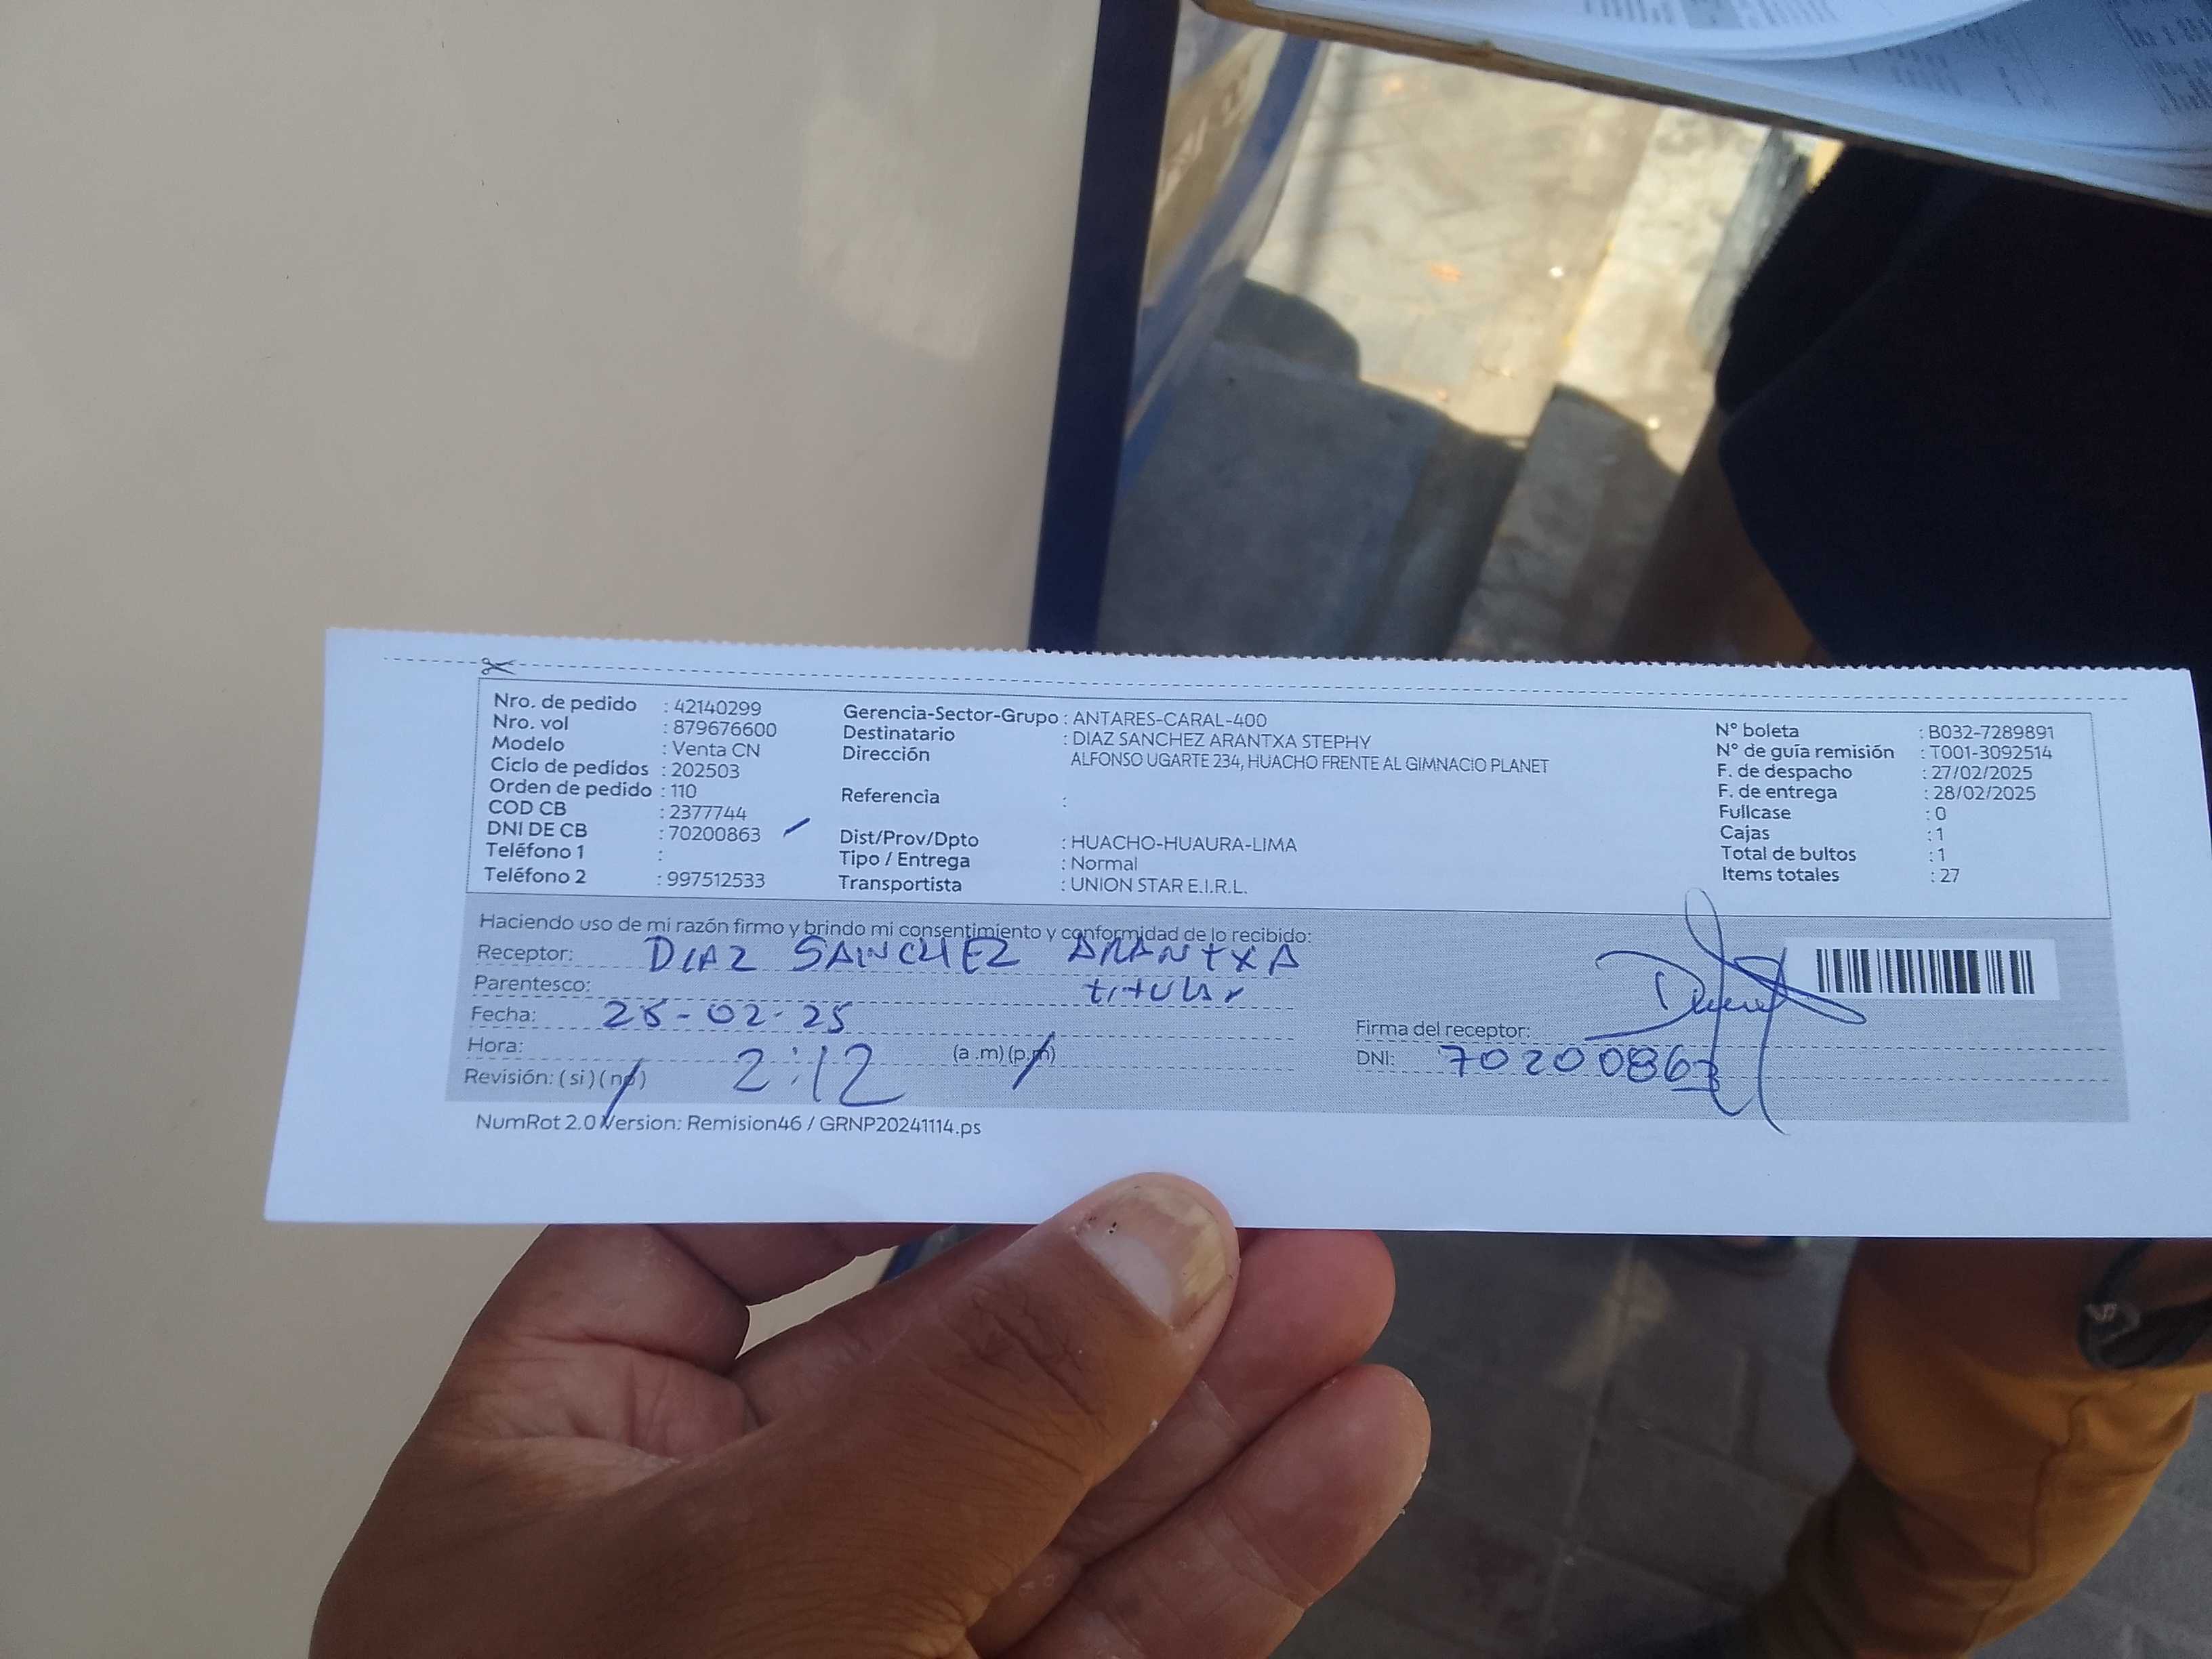 Nro. de pedido : 42140299
Nro. vol : 879676600
Modelo : Venta CN
Ciclo de pedidos : 202503
Orden de pedido : 110
COD CB : 2377744
DNI DE CB : 70200863
Teléfono 1 :
Teléfono 2 : 997512533
Gerencia-Sector-Grupo : ANTARES-CARAL-400
Destinatario : DIAZ SANCHEZ ARANTXA STEPHY
Dirección ALFONSO UGARTE 234, HUACHO FRENTE AL GIMNACIO PLANET
Referencia :
Dist/Prov/Dpto : HUACHO-HUAURA-LIMA
Tipo / Entrega : Normal
Transportista : UNION STAR E.I.R.L.
N° boleta : B032-7289891
N° de guía remisión : T001-3092514
F. de despacho : 27/02/2025
F. de entrega : 28/02/2025
Fullcase : 0
Cajas : 1
Total de bultos : 1
Items totales : 27
Haciendo uso de mi razón firmo y brindo mi consentimiento y conformidad de lo recibido:
Receptor: DIAZ SANCHEZ ARANTXA
Parentesco: titular
Fecha: 28-02-25
Hora: 2:12 (a .m) (p.m)
Revisión: ( si ) ( no )
Firma del receptor:
DNI: 70200863
NumRot 2.0 Version: Remision46 / GRNP20241114.ps